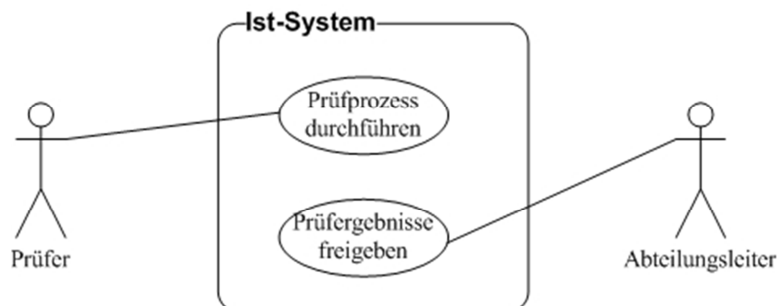 Ist-System
Prüfprozess
durchführen
Prüfergebnisse
freigeben
Prüfer
Abteilungsleiter